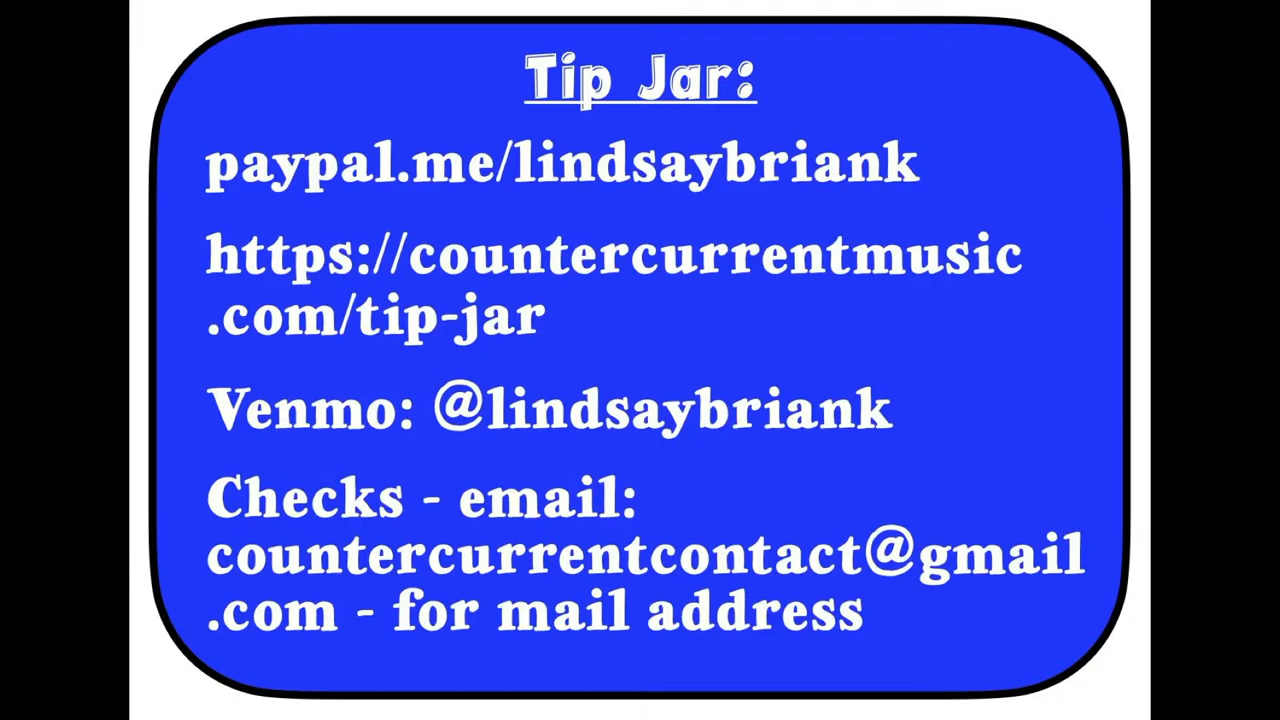 Tip Jar:
paypal.me/lindsaybriank
https://countercurrentmusic
.com/tip-jar
Venmo: @lindsaybriank
Checks - email:
countercurrentcontact@gmail
.com - for mail address